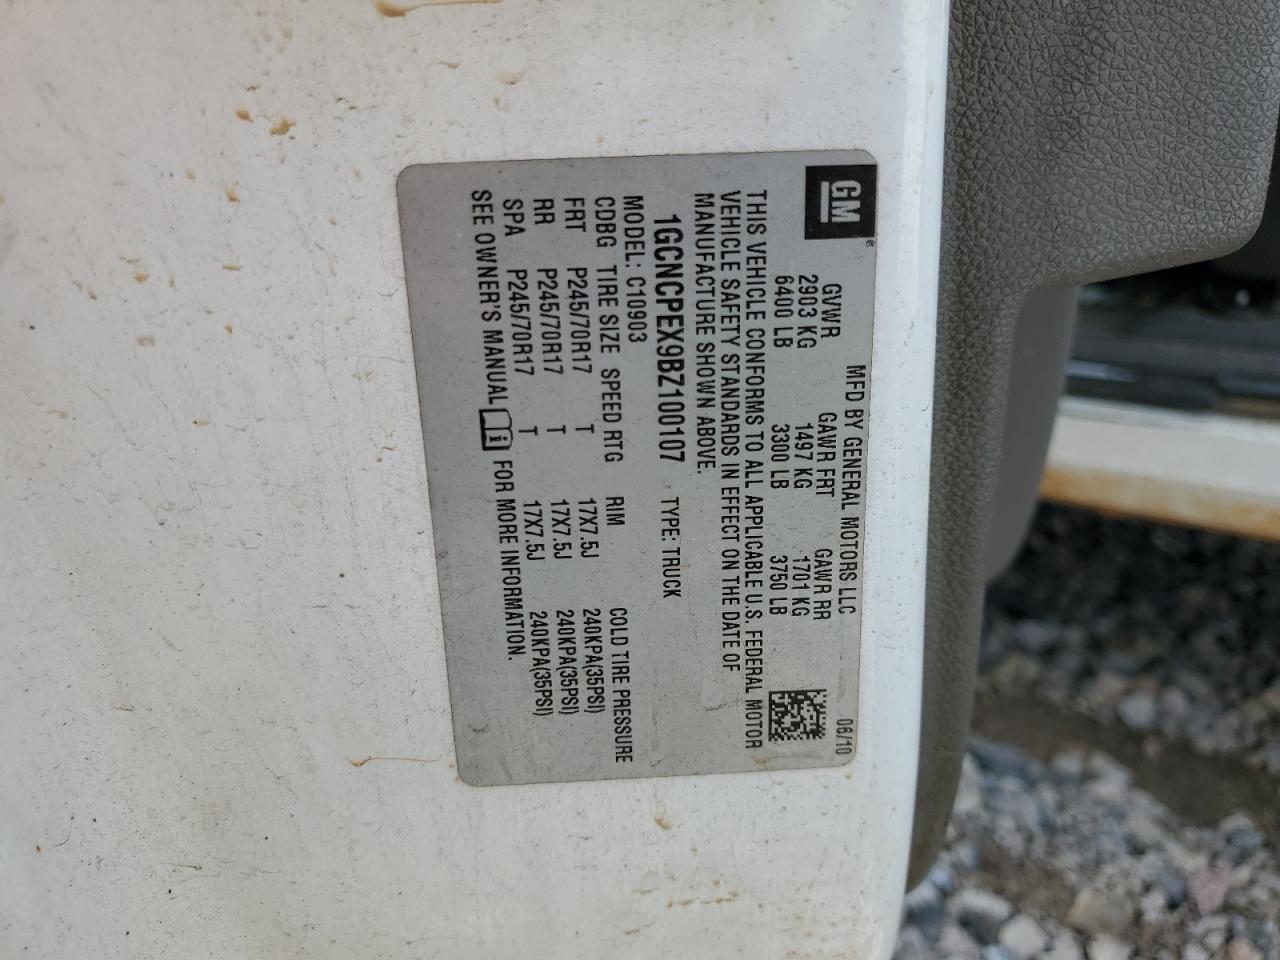 GM
MFD BY GENERAL MOTORS LLC 06/10
GVWR GAWR FRT GAWR RR
2903 KG 1497 KG 1701 KG
6400 LB 3300 LB 3750 LB
THIS VEHICLE CONFORMS TO ALL APPLICABLE U.S. FEDERAL MOTOR
VEHICLE SAFETY STANDARDS IN EFFECT ON THE DATE OF
MANUFACTURE SHOWN ABOVE.
1GCNCPEX9BZ100107 TYPE: TRUCK
MODEL: C10903
CDBG TIRE SIZE SPEED RTG RIM COLD TIRE PRESSURE
FRT P245/70R17 T 17X7.5J 240KPA(35PSI)
RR P245/70R17 T 17X7.5J 240KPA(35PSI)
SPA P245/70R17 T 17X7.5J 240KPA(35PSI)
SEE OWNER'S MANUAL i FOR MORE INFORMATION.